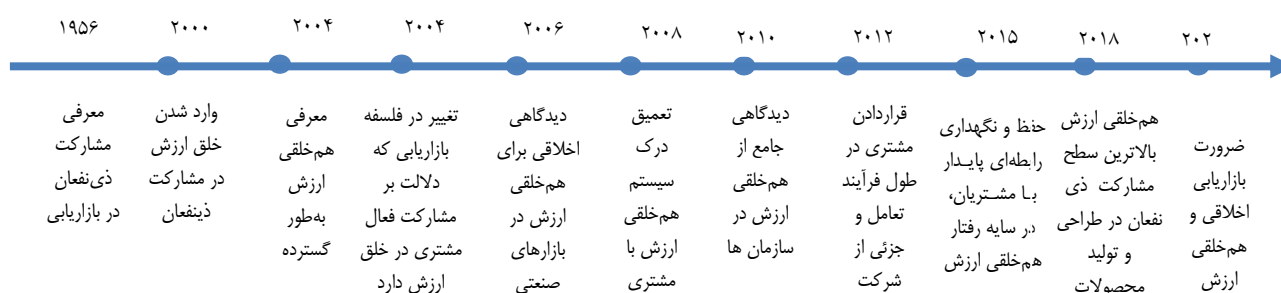 ۱۹۵۶
۲۰۰۰
۲۰۰۴
۲۰۰۴
۲۰۰۶
۲۰۰۸
۲۰۱۰
۲۰۱۲
۲۰۱۵
۲۰۱۸
۲۰۲
معرفی
مشارکت
ذی‌نفعان
در بازاریابی
وارد شدن
خلق ارزش
در مشارکت
ذینفعان
معرفی
هم‌خلقی
ارزش
به‌طور
گسترده
تغییر در فلسفه
بازاریابی که
دلالت بر
مشارکت فعال
مشتری در خلق
ارزش دارد
دیدگاهی
اخلاقی برای
هم‌خلقی
ارزش در
بازارهای
صنعتی
تعمیق
درک
سیستم
هم‌خلقی
ارزش با
مشتری
دیدگاهی
جامع از
هم‌خلقی
ارزش در
سازمان ها
قراردادن
مشتری در
طول فرآیند
تعامل و
جزئی از
شرکت
حفظ و نگهداری
رابطه‌ای پایـدار
بـا مشـتریان،
در سایه رفتار
هم‌خلقی ارزش
هم‌خلقی ارزش
بالاترین سطح
مشارکت ذی
نفعان در طراحی
و تولید
محصولات
ضرورت
بازاریابی
اخلاقی و
هم‌خلقی
ارزش